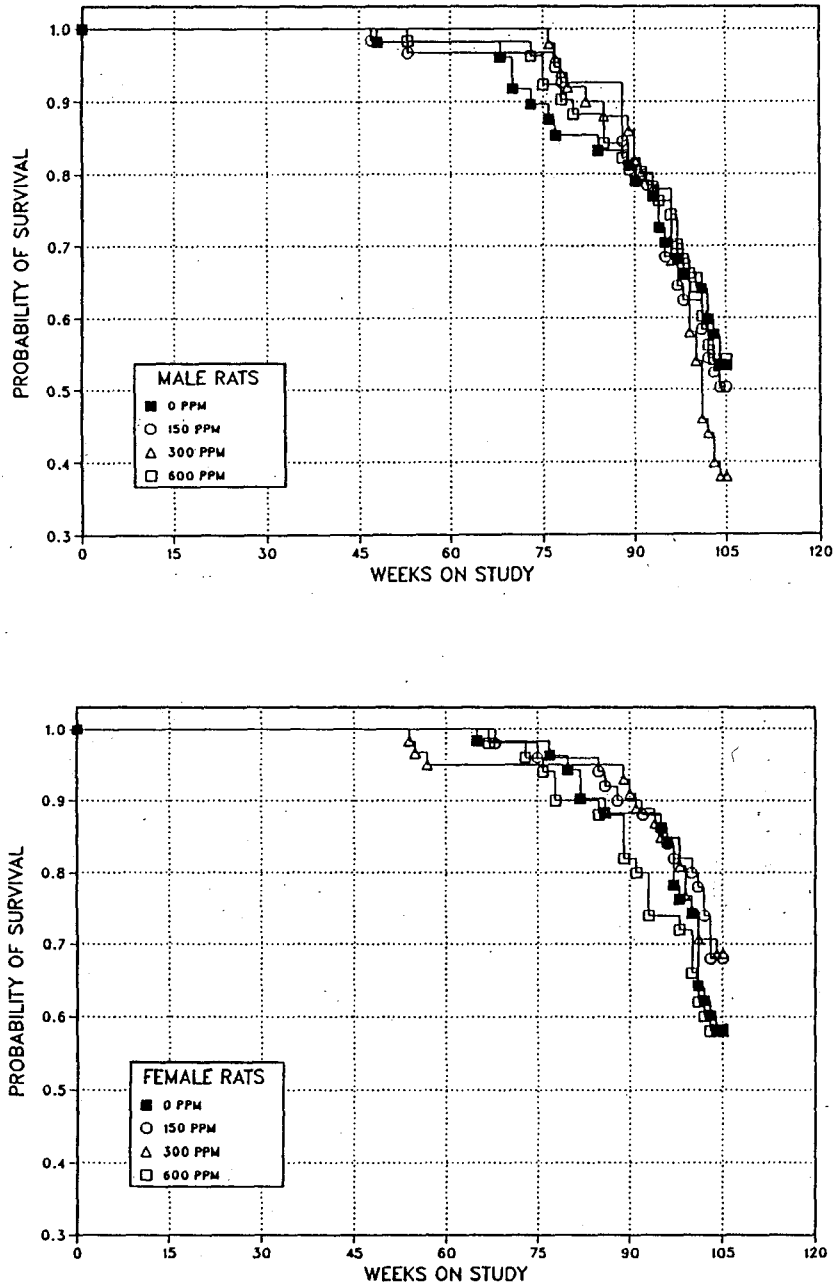 PROBABILITY OF SURVIVAL
1.0
0.9
0.8
0.7
0.6
0.5
0.4
0.3
MALE RATS
0 PPM
150 PPM
300 PPM
600 PPM
0 15 30 45 60 75 90 105 120
WEEKS ON STUDY
PROBABILITY OF SURVIVAL
1.0
0.9
0.8
0.7
0.6
0.5
0.4
0.3
FEMALE RATS
0 PPM
150 PPM
300 PPM
600 PPM
0 15 30 45 60 75 90 105 120
WEEKS ON STUDY